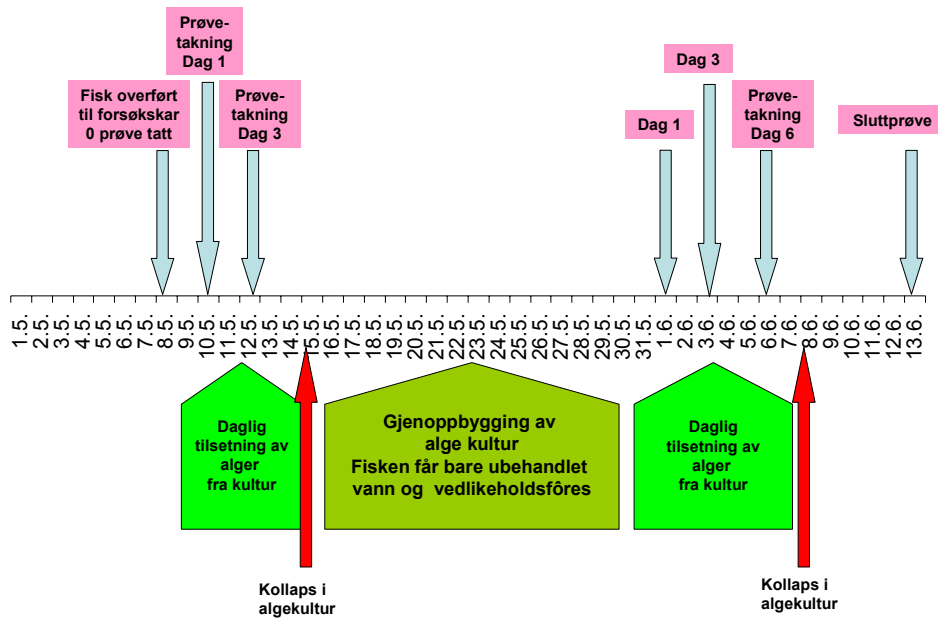 Prøve-
takning
Dag 1
Fisk overført
til forsøkskar
0 prøve tatt
Prøve-
takning
Dag 3
Dag 1
Dag 3
Prøve-
takning
Dag 6
Sluttprøve
1.5.
2.5.
3.5.
4.5.
5.5.
6.5.
7.5.
8.5.
9.5.
10.5.
11.5.
12.5.
13.5.
14.5.
15.5.
16.5.
17.5.
18.5.
19.5.
20.5.
21.5.
22.5.
23.5.
24.5.
25.5.
26.5.
27.5.
28.5.
29.5.
30.5.
31.5.
1.6.
2.6.
3.6.
4.6.
5.6.
6.6.
7.6.
8.6.
9.6.
10.6.
11.6.
12.6.
13.6.
Daglig
tilsetning av
alger
fra kultur
Gjenoppbygging av
alge kultur
Fisken får bare ubehandlet
vann og vedlikeholdsfôres
Daglig
tilsetning av
alger
fra kultur
Kollaps i
algekultur
Kollaps i
algekultur